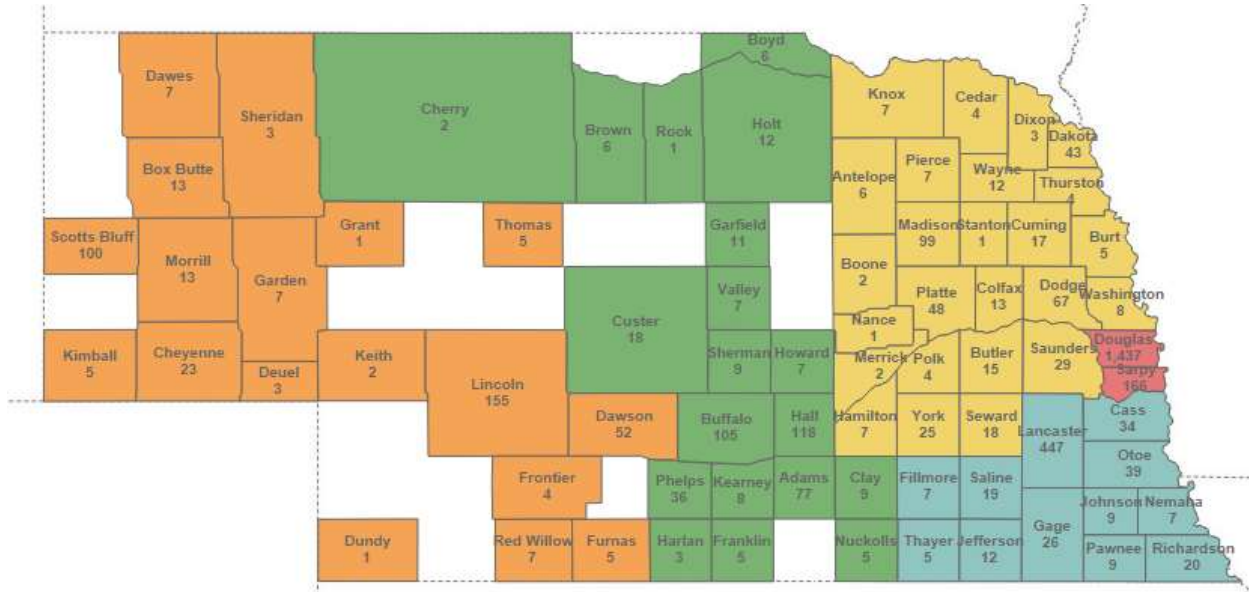 Boyd
6
Dawes
7
Sheridan
3
Cherry
2
Brown
6
Rock
1
Holt
12
Knox
7
Cedar
4
Dixon
3
Dakota
43
Box Butte
13
Antelope
6
Pierce
7
Wayne
12
Thurston
4
Scotts Bluff
100
Morrill
13
Garden
7
Grant
1
Thomas
5
Garfield
11
Madison
99
Stanton
1
Cuming
17
Burt
5
Boone
2
Valley
7
Platte
48
Colfax
13
Dodge
67
Washington
8
Custer
18
Nance
1
Kimball
5
Cheyenne
23
Deuel
3
Keith
2
Lincoln
155
Sherman
9
Howard
7
Merrick
2
Polk
4
Butler
15
Saunders
29
Douglas
1,437
Sarpy
166
Dawson
52
Buffalo
105
Hall
118
Hamilton
7
York
25
Seward
18
Lancaster
447
Cass
34
Otoe
39
Frontier
4
Phelps
36
Kearney
8
Adams
77
Clay
9
Fillmore
7
Saline
19
Gage
26
Johnson
9
Nemaha
7
Dundy
1
Red Willow
7
Furnas
5
Harlan
3
Franklin
5
Nuckolls
5
Thayer
5
Jefferson
12
Pawnee
9
Richardson
20